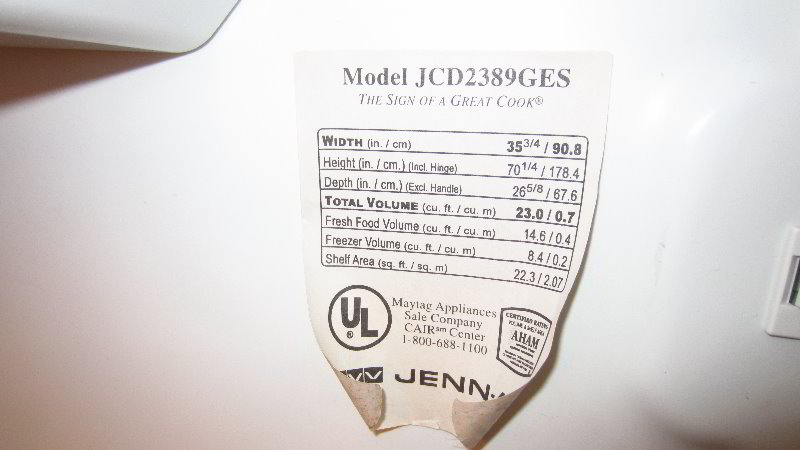 Model JCD2389GES
THE SIGN OF A GREAT COOK®
WIDTH (in. / cm) 35 3/4 / 90.8
Height (in. / cm.) (Incl. Hinge) 70 1/4 / 178.4
Depth (in. / cm.) (Excl. Handle) 26 5/8 / 67.6
TOTAL VOLUME (cu. ft. / cu. m) 23.0 / 0.7
Fresh Food Volume (cu. ft. / cu. m) 14.6 / 0.4
Freezer Volume (cu. ft. / cu. m) 8.4 / 0.2
Shelf Area (sq. ft. / sq. m) 22.3 / 2.07
UL®
Maytag Appliances
Sale Company
CAIR℠ Center
1-800-688-1100
CERTIFIED RATING
AHAM
JENN